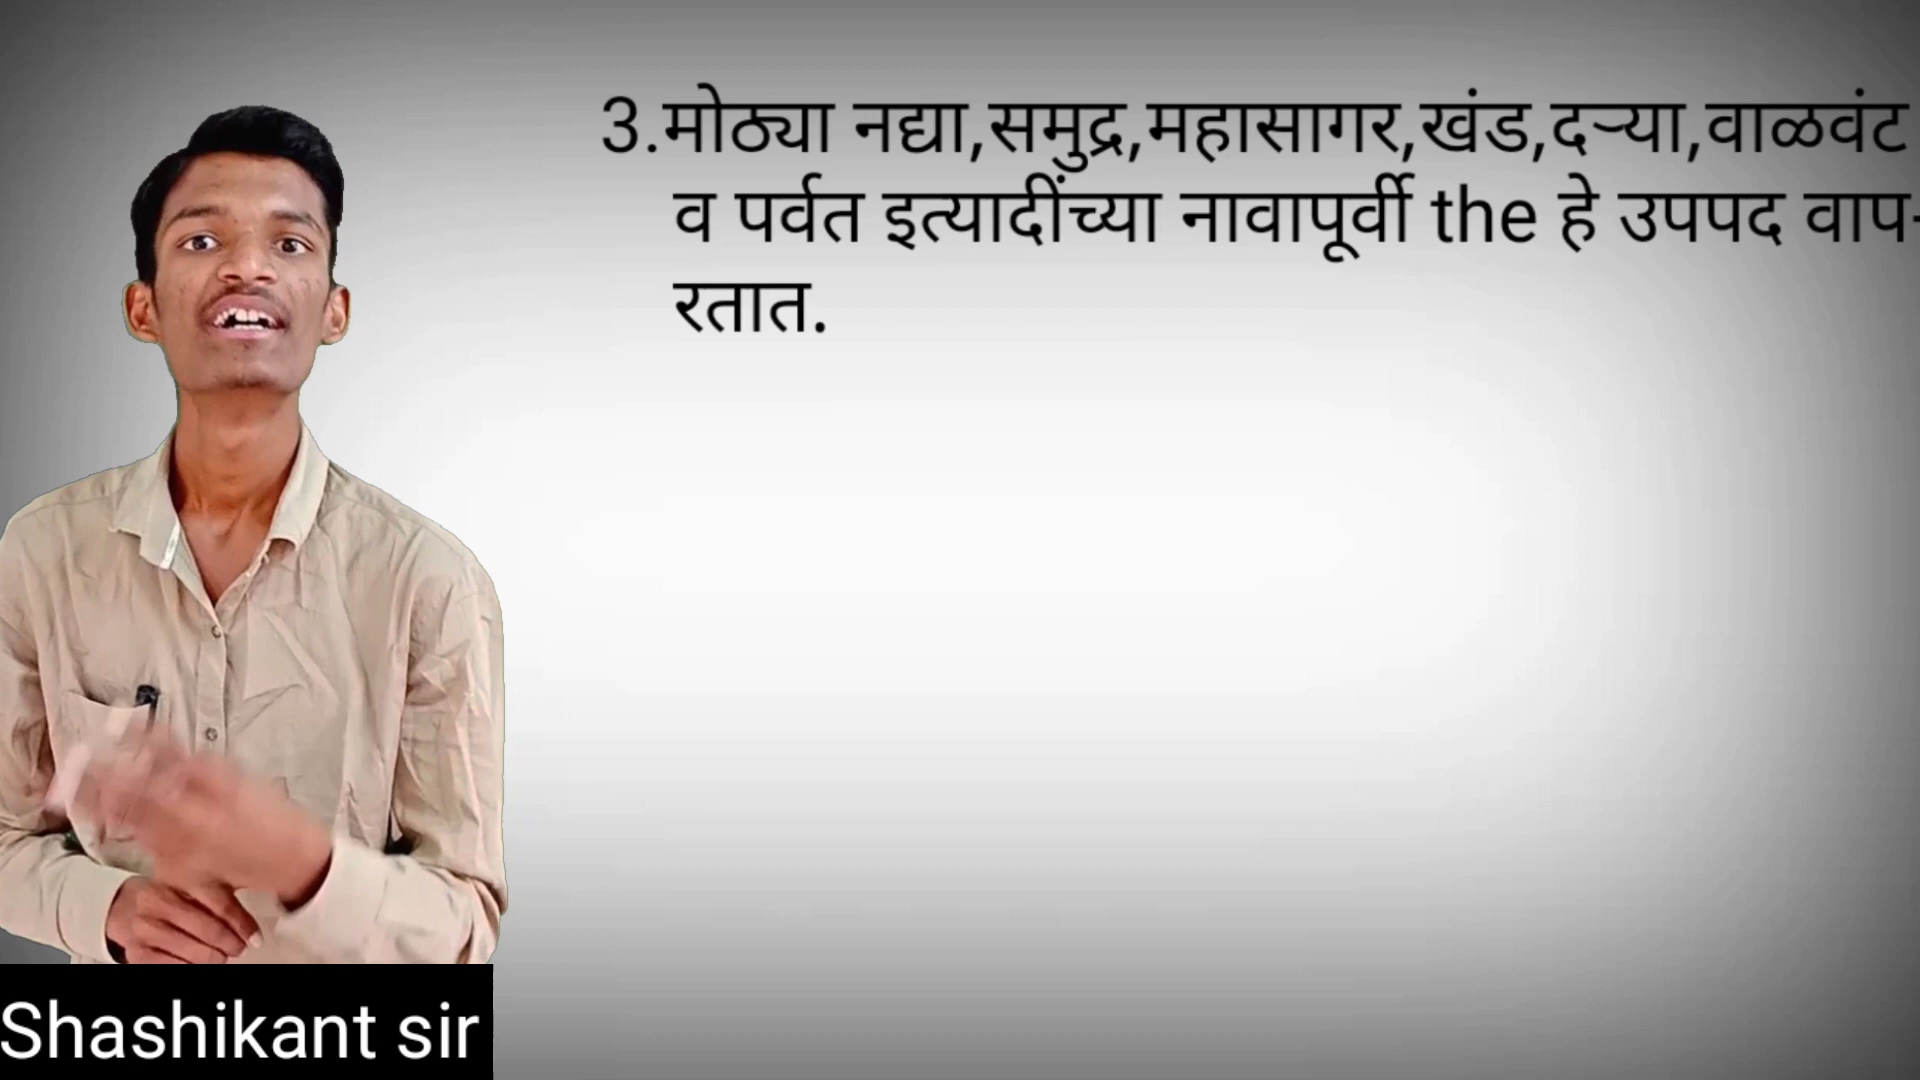 3.मोठ्या नद्या,समुद्र,महासागर,खंड,दऱ्या,वाळवंट
व पर्वत इत्यादींच्या नावापूर्वी the हे उपपद वाप-
रतात.
Shashikant sir